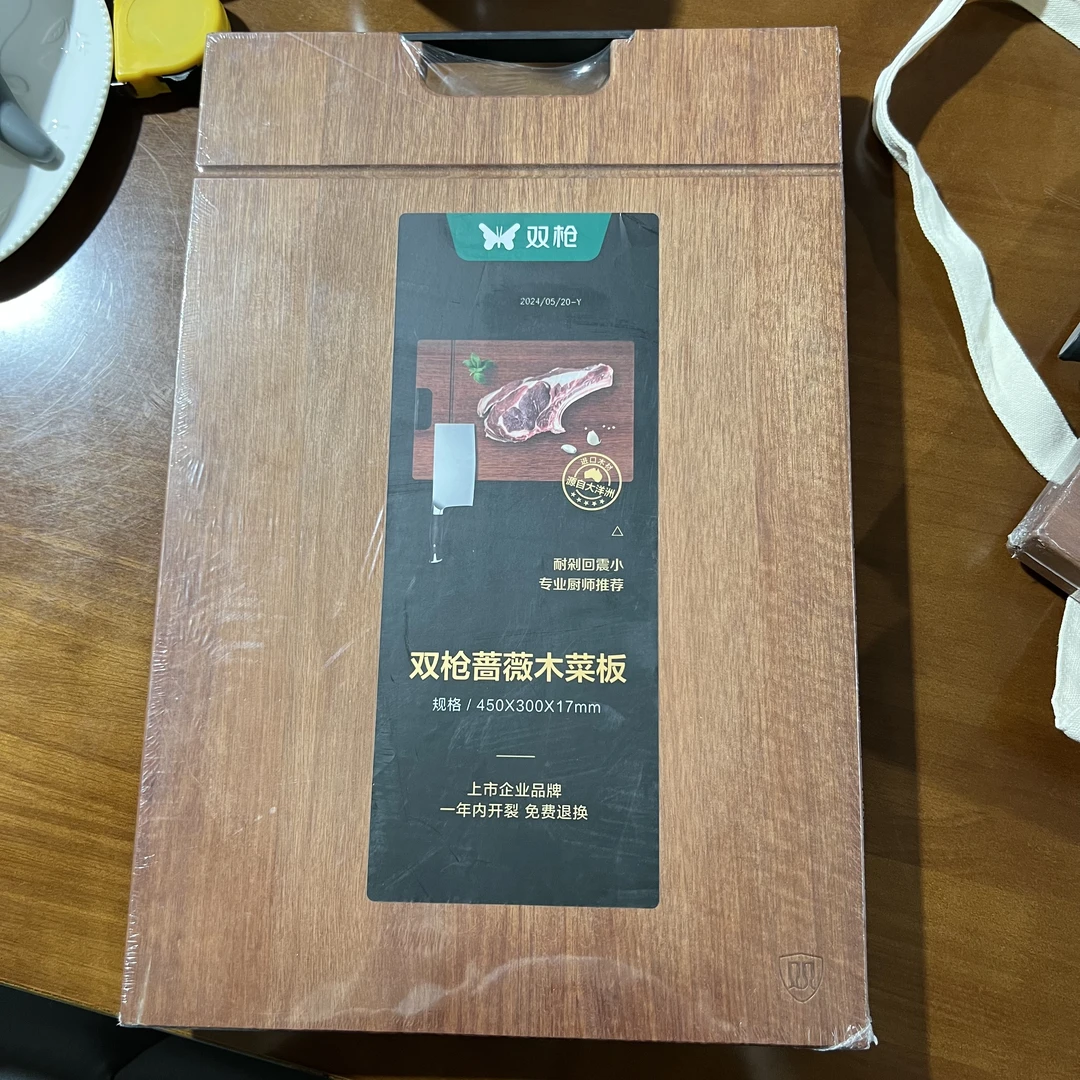 双枪
2024/05/20-Y
进口木材
源自大洋洲
耐剁回震小
专业厨师推荐
双枪蔷薇木菜板
规格 / 450X300X17mm
上市企业品牌
一年内开裂 免费退换